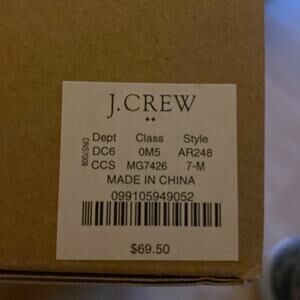 J.CREW
Dept Class Style
DC6 0M5 AR248
CCS MG7426 7-M
MADE IN CHINA
099105949052
$69.50